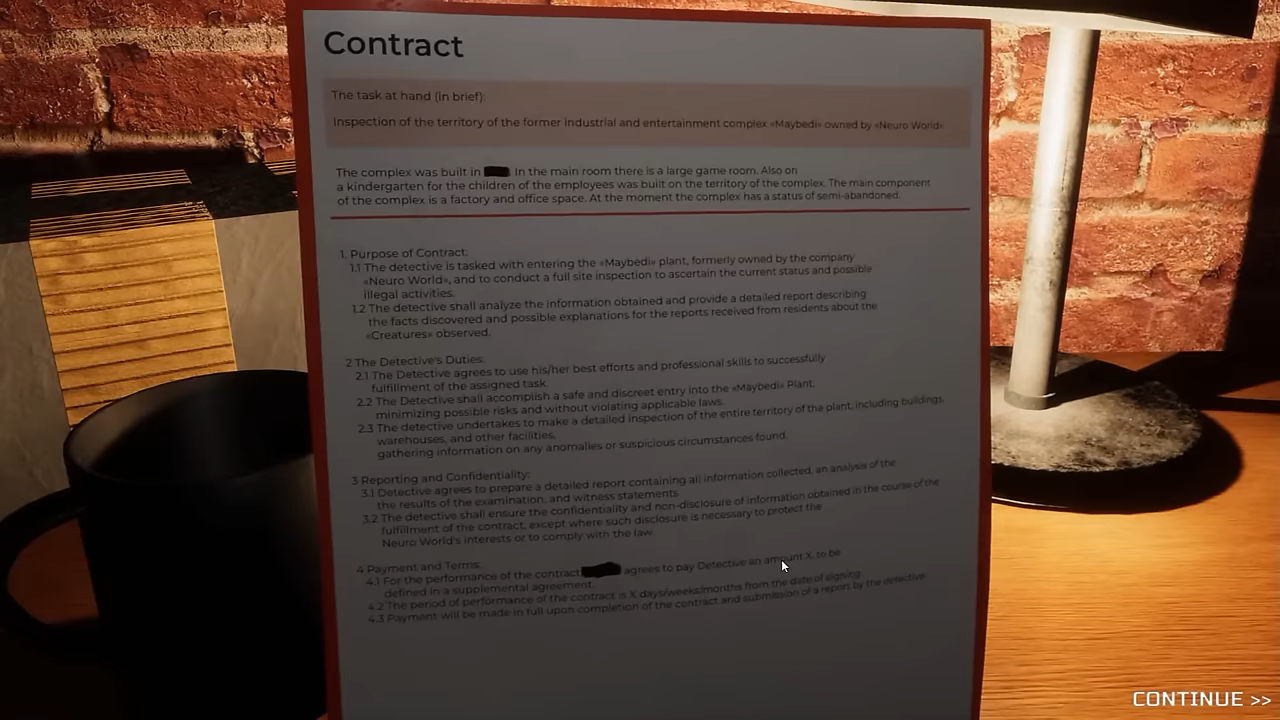 Contract
The task at hand (in brief):
Inspection of the territory of the former industrial and entertainment complex «Maybedi» owned by «Neuro World»
The complex was built in In the main room there is a large game room. Also on
a kindergarten for the children of the employees was built on the territory of the complex. The main component
of the complex is a factory and office space. At the moment the complex has a status of semi-abandoned.
1. Purpose of Contract:
1.1 The detective is tasked with entering the «Maybedi» plant, formerly owned by the company
«Neuro World», and to conduct a full site inspection to ascertain the current status and possible
illegal activities.
1.2 The detective shall analyze the information obtained and provide a detailed report describing
the facts discovered and possible explanations for the reports received from residents about the
«Creatures» observed.
2 The Detective's Duties:
2.1 The Detective agrees to use his/her best efforts and professional skills to successfully
fulfillment of the assigned task.
2.2 The Detective shall accomplish a safe and discreet entry into the «Maybedi» Plant,
minimizing possible risks and without violating applicable laws.
2.3 The detective undertakes to make a detailed inspection of the entire territory of the plant, including buildings,
warehouses, and other facilities,
gathering information on any anomalies or suspicious circumstances found.
3 Reporting and Confidentiality:
3.1 Detective agrees to prepare a detailed report containing all information collected, an analysis of the
the results of the examination, and witness statements.
3.2 The detective shall ensure the confidentiality and non-disclosure of information obtained in the course of the
fulfillment of the contract, except where such disclosure is necessary to protect the
Neuro World's interests or to comply with the law.
4 Payment and Terms:
4.1 For the performance of the contract agrees to pay Detective an amount X, to be
defined in a supplemental agreement.
4.2 The period of performance of the contract is X days/weeks/months from the date of signing.
4.3 Payment will be made in full upon completion of the contract and submission of a report by the detective
CONTINUE >>